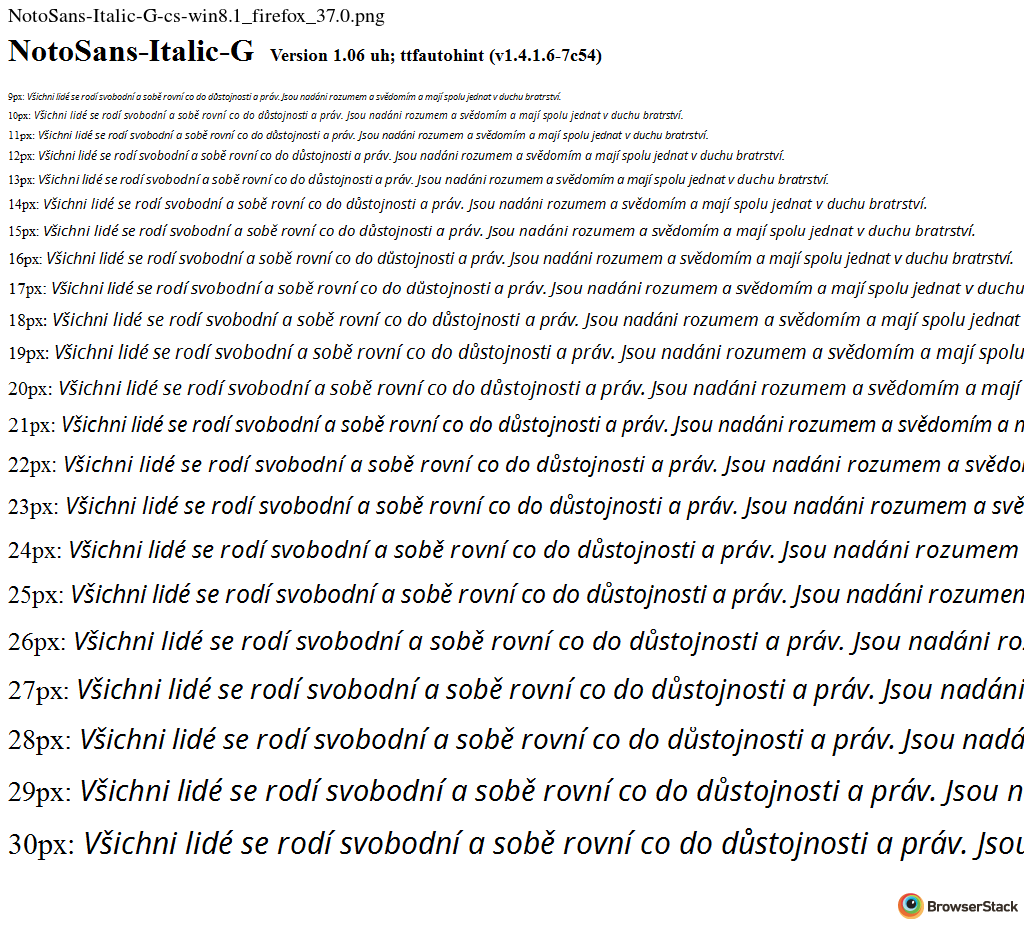 NotoSans-Italic-G-cs-win8.1_firefox_37.0.png
NotoSans-Italic-G Version 1.06 uh; ttfautohint (v1.4.1.6-7c54)
9px: Všichni lidé se rodí svobodní a sobě rovní co do důstojnosti a práv. Jsou nadáni rozumem a svědomím a mají spolu jednat v duchu bratrství.
10px: Všichni lidé se rodí svobodní a sobě rovní co do důstojnosti a práv. Jsou nadáni rozumem a svědomím a mají spolu jednat v duchu bratrství.
11px: Všichni lidé se rodí svobodní a sobě rovní co do důstojnosti a práv. Jsou nadáni rozumem a svědomím a mají spolu jednat v duchu bratrství.
12px: Všichni lidé se rodí svobodní a sobě rovní co do důstojnosti a práv. Jsou nadáni rozumem a svědomím a mají spolu jednat v duchu bratrství.
13px: Všichni lidé se rodí svobodní a sobě rovní co do důstojnosti a práv. Jsou nadáni rozumem a svědomím a mají spolu jednat v duchu bratrství.
14px: Všichni lidé se rodí svobodní a sobě rovní co do důstojnosti a práv. Jsou nadáni rozumem a svědomím a mají spolu jednat v duchu bratrství.
15px: Všichni lidé se rodí svobodní a sobě rovní co do důstojnosti a práv. Jsou nadáni rozumem a svědomím a mají spolu jednat v duchu bratrství.
16px: Všichni lidé se rodí svobodní a sobě rovní co do důstojnosti a práv. Jsou nadáni rozumem a svědomím a mají spolu jednat v duchu bratrství.
17px: Všichni lidé se rodí svobodní a sobě rovní co do důstojnosti a práv. Jsou nadáni rozumem a svědomím a mají spolu jednat v duchu
18px: Všichni lidé se rodí svobodní a sobě rovní co do důstojnosti a práv. Jsou nadáni rozumem a svědomím a mají spolu jednat
19px: Všichni lidé se rodí svobodní a sobě rovní co do důstojnosti a práv. Jsou nadáni rozumem a svědomím a mají spolu
20px: Všichni lidé se rodí svobodní a sobě rovní co do důstojnosti a práv. Jsou nadáni rozumem a svědomím a mají
21px: Všichni lidé se rodí svobodní a sobě rovní co do důstojnosti a práv. Jsou nadáni rozumem a svědomím a
22px: Všichni lidé se rodí svobodní a sobě rovní co do důstojnosti a práv. Jsou nadáni rozumem a svědo
23px: Všichni lidé se rodí svobodní a sobě rovní co do důstojnosti a práv. Jsou nadáni rozumem a svě
24px: Všichni lidé se rodí svobodní a sobě rovní co do důstojnosti a práv. Jsou nadáni rozumem
25px: Všichni lidé se rodí svobodní a sobě rovní co do důstojnosti a práv. Jsou nadáni rozumem
26px: Všichni lidé se rodí svobodní a sobě rovní co do důstojnosti a práv. Jsou nadáni ro
27px: Všichni lidé se rodí svobodní a sobě rovní co do důstojnosti a práv. Jsou nadáni
28px: Všichni lidé se rodí svobodní a sobě rovní co do důstojnosti a práv. Jsou nadá
29px: Všichni lidé se rodí svobodní a sobě rovní co do důstojnosti a práv. Jsou n
30px: Všichni lidé se rodí svobodní a sobě rovní co do důstojnosti a práv. Jsou
BrowserStack